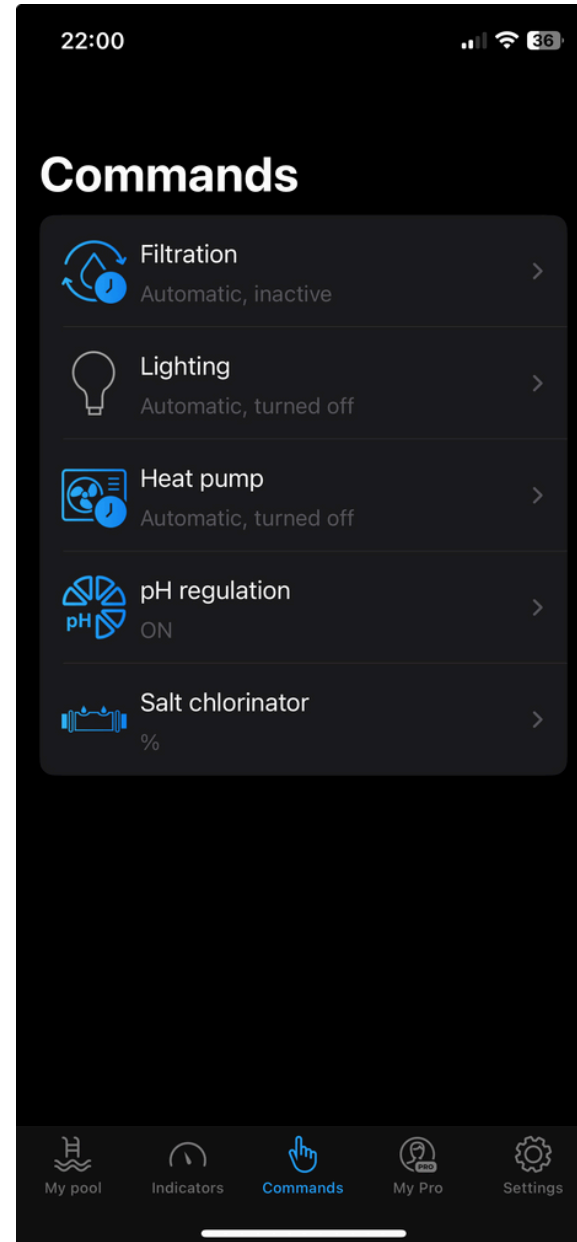 22:00
36
Commands
Filtration
Automatic, inactive
Lighting
Automatic, turned off
Heat pump
Automatic, turned off
pH
pH regulation
ON
Salt chlorinator
%
PRO
My pool Indicators Commands My Pro Settings